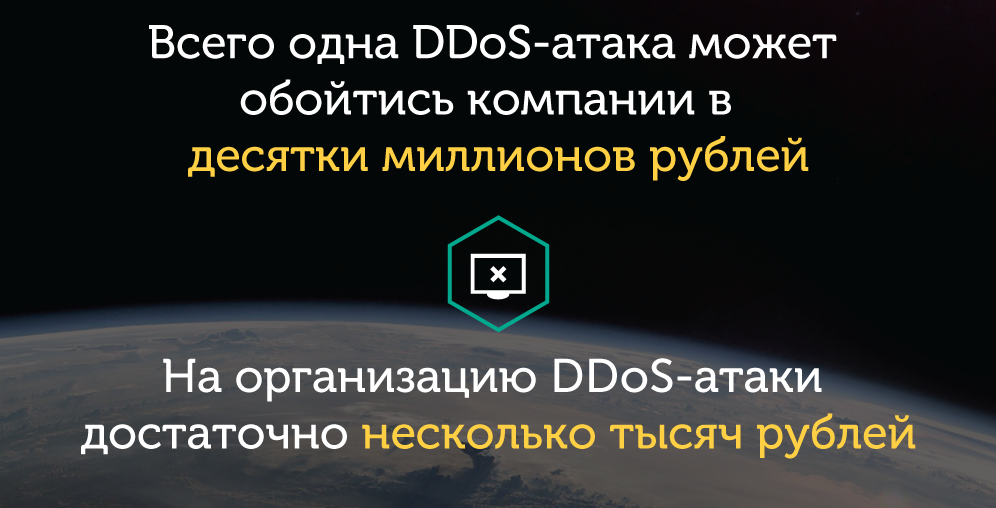 Всего одна DDoS-атака может
обойтись компании в
десятки миллионов рублей
На организацию DDoS-атаки
достаточно несколько тысяч рублей